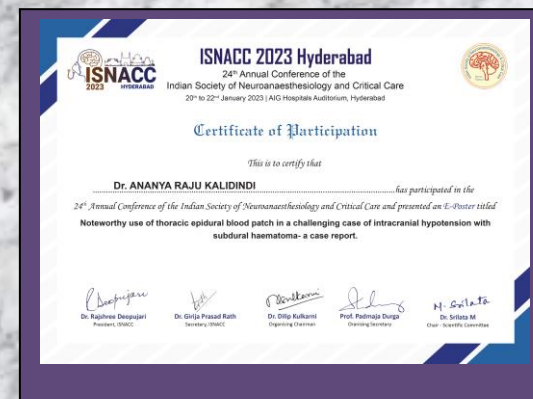 ISNACC
2023 HYDERABAD
ISNACC 2023 Hyderabad
24th Annual Conference of the
Indian Society of Neuroanaesthesiology and Critical Care
20th to 22nd January 2023 | AIG Hospitals Auditorium, Hyderabad
Certificate of Participation
This is to certify that
Dr. ANANYA RAJU KALIDINDI has participated in the
24th Annual Conference of the Indian Society of Neuroanaesthesiology and Critical Care and presented an E-Poster titled
Noteworthy use of thoracic epidural blood patch in a challenging case of intracranial hypotension with
subdural haematoma- a case report.
Dr. Rajshree Deopujari
President, ISNACC
Dr. Girija Prasad Rath
Secretary, ISNACC
Dr. Dilip Kulkarni
Organising Chairman
Prof. Padmaja Durga
M. Srilata
Dr. Srilata M
Chair - Scientific Committee